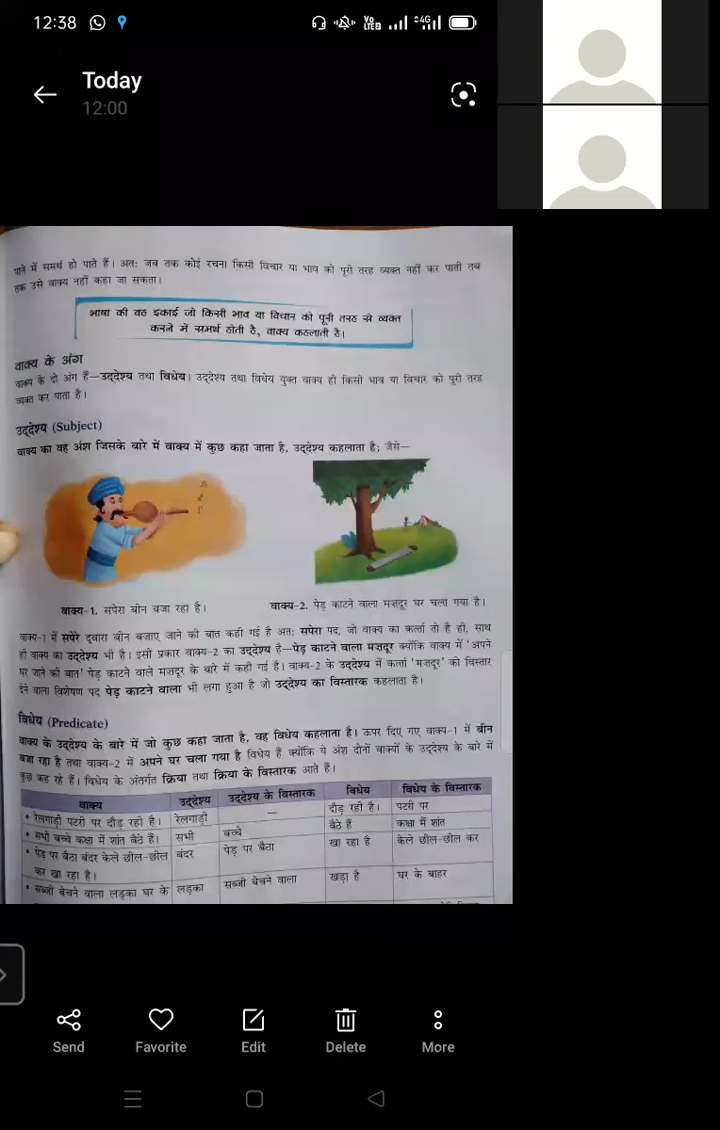 12:38
Vo
LTE 2
4G
Today
12:00
पाने में समर्थ हो पाते हैं। अतः जब तक कोई रचना किसी विचार या भाव को पूरी तरह व्यक्त नहीं कर पाती तब
तक उसे वाक्य नहीं कहा जा सकता।
भाषा की वह इकाई जो किसी भाव या विचार को पूरी तरह से व्यक्त
करने में समर्थ होती है, वाक्य कहलाती है।
वाक्य के अंग
वाक्य के दो अंग हैं—उद्देश्य तथा विधेय। उद्देश्य तथा विधेय युक्त वाक्य ही किसी भाव या विचार को पूरी तरह
व्यक्त कर पाता है।
उद्देश्य (Subject)
वाक्य का वह अंश जिसके बारे में वाक्य में कुछ कहा जाता है, उद्देश्य कहलाता है; जैसे—
वाक्य-1. सपेरा बीन बजा रहा है।
वाक्य-2. पेड़ काटने वाला मज़दूर घर चला गया है।
वाक्य-1 में सपेरे द्वारा बीन बजाए जाने की बात कही गई है अतः सपेरा पद, जो वाक्य का कर्ता तो है ही, साथ
ही वाक्य का उद्देश्य भी है। इसी प्रकार वाक्य-2 का उद्देश्य है—पेड़ काटने वाला मज़दूर क्योंकि वाक्य में 'अपने
घर जाने की बात' पेड़ काटने वाले मज़दूर के बारे में कही गई है। वाक्य-2 के उद्देश्य में कर्ता 'मज़दूर' को विस्तार
देने वाला विशेषण पद पेड़ काटने वाला भी लगा हुआ है जो उद्देश्य का विस्तारक कहलाता है।
विधेय (Predicate)
वाक्य के उद्देश्य के बारे में जो कुछ कहा जाता है, वह विधेय कहलाता है। ऊपर दिए गए वाक्य-1 में बीन
बजा रहा है तथा वाक्य-2 में अपने घर चला गया है विधेय हैं क्योंकि ये अंश दोनों वाक्यों के उद्देश्य के बारे में
कुछ कह रहे हैं। विधेय के अंतर्गत क्रिया तथा क्रिया के विस्तारक आते हैं।
वाक्य उद्देश्य उद्देश्य के विस्तारक विधेय विधेय के विस्तारक
• रेलगाड़ी पटरी पर दौड़ रही है। रेलगाड़ी — दौड़ रही है। पटरी पर
• सभी बच्चे कक्षा में शांत बैठे हैं। सभी बच्चे बैठे हैं कक्षा में शांत
• पेड़ पर बैठा बंदर केले छील-छील बंदर पेड़ पर बैठा खा रहा है केले छील-छील कर
कर खा रहा है।
• सब्ज़ी बेचने वाला लड़का घर के लड़का सब्ज़ी बेचने वाला खड़ा है घर के बाहर
Send Favorite Edit Delete More